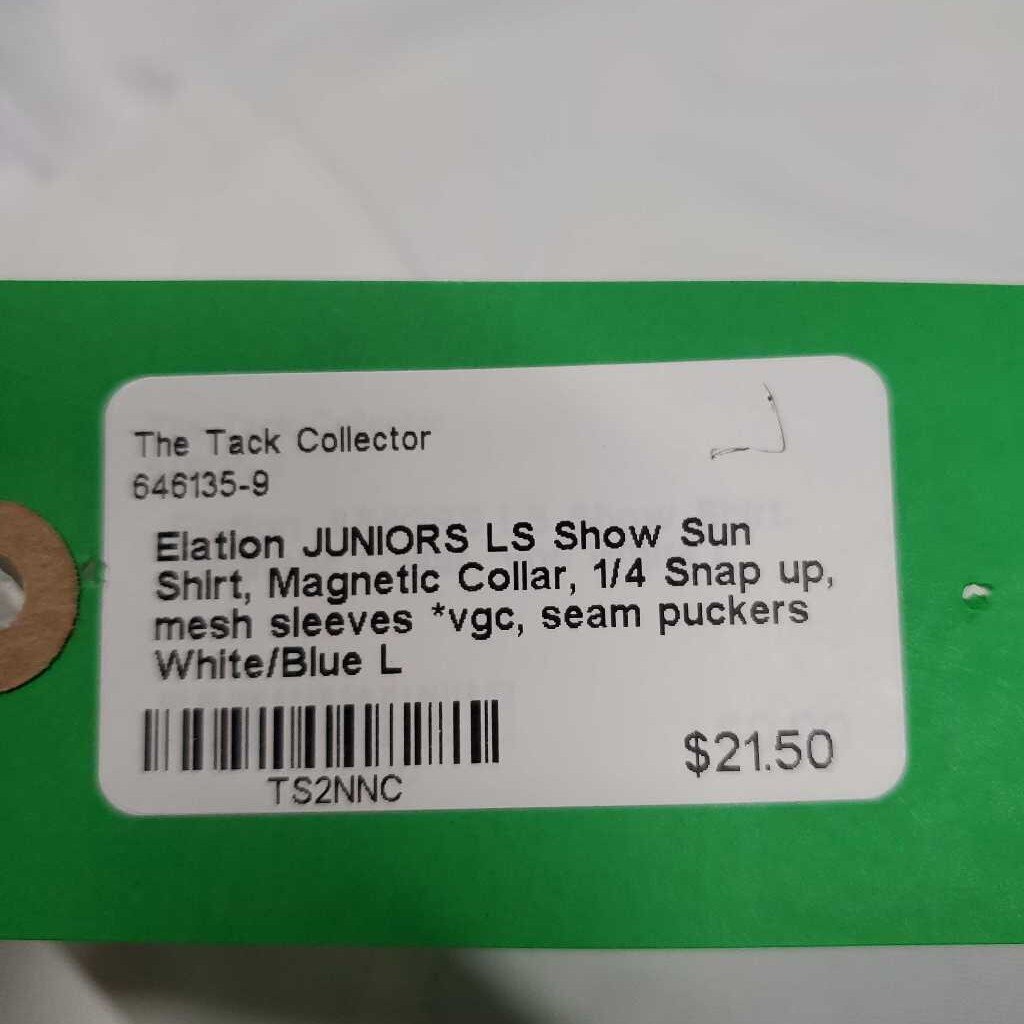 The Tack Collector
646135-9
Elation JUNIORS LS Show Sun
Shirt, Magnetic Collar, 1/4 Snap up,
mesh sleeves *vgc, seam puckers
White/Blue L
TS2NNC
$21.50